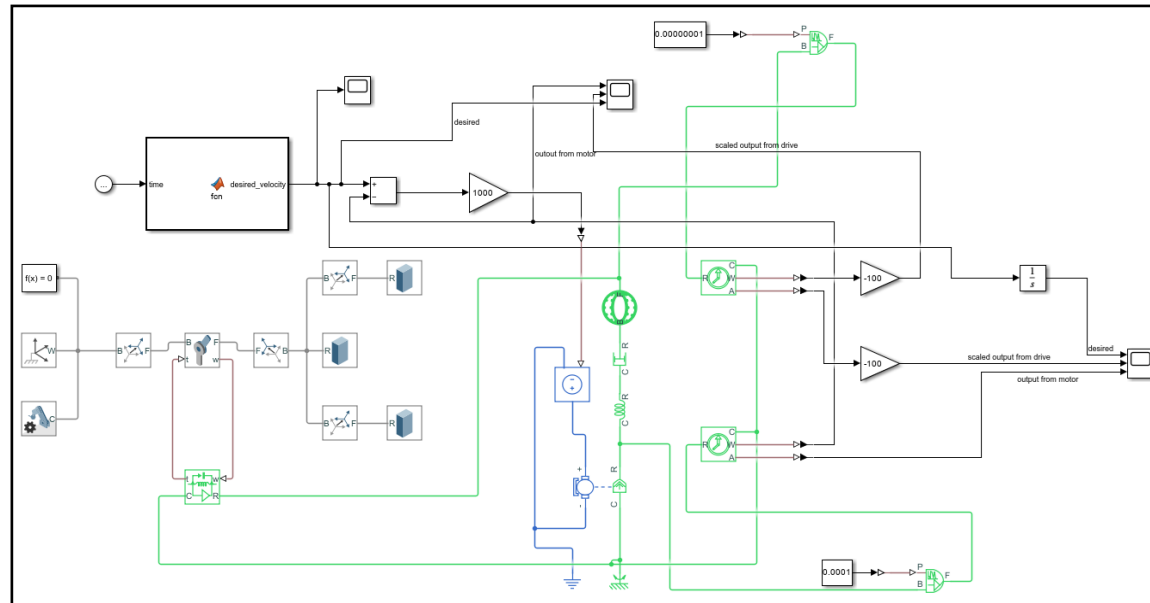 0.00000001
P
B
F
desired
outout from motor
scaled output from drive
...
time
fcn
desired_velocity
+
−
1000
f(x) = 0
B
F
R
C
W
A
-100
1
s
W
B
F
B
F
t
w
F
B
R
B
F
R
C
t
w
C
R
R
C
R
C
-100
desired
scaled output from drive
output from motor
R
C
W
A
+
-
R
C
0.0001
P
B
F